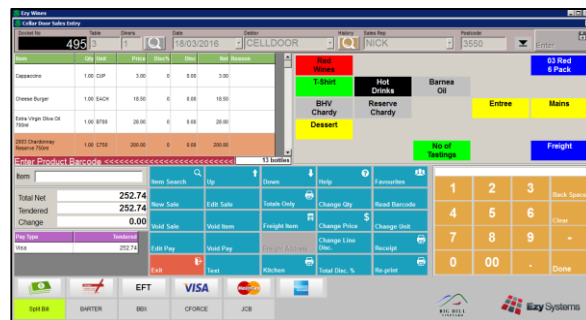 Ezy Wines
Cellar Door Sales Entry
Docket No Table Diners Date Debtor History Sales Rep Postcode
495 3 1 18/03/2016 CELLDOOR NICK 3550 Enter
Item Qty Unit Price Disc% Disc Net Reason
Cappuccino 1.00 CUP 3.00 0 0.00 3.00
Cheese Burger 1.00 EACH 18.50 0 0.00 18.50
Extra Virgin Olive Oil 750ml 1.00 B750 28.00 0 0.00 28.00
2003 Chardonnay Reserve 750ml 1.00 C750 200.00 0 0.00 200.00
Enter Product Barcode <<<<<<<<<<<<<<<<<<<<<<< 13 bottles
Red Wines
03 Red 6 Pack
T-Shirt
Hot Drinks
Barnea Oil
BHV Chardy
Reserve Chardy
Entree
Mains
Dessert
No of Tastings
Freight
Item
Total Net 252.74
Tendered 252.74
Change 0.00
Pay Type Tendered
Visa 252.74
Item Search Up Down Help Favourites
New Sale Edit Sale Totals Only Change Qty Read Barcode
Void Sale Void Item Freight Item Change Price Change Unit
Edit Pay Void Pay Freight Address Change Line Disc. Receipt
Exit Text Kitchen Total Disc. % Re-print
1 2 3 Back Space
4 5 6 Clear
7 8 9 -
0 00 . Done
EFT VISA MasterCard
Split Bill BARTER BBX CFORCE JCB
BIG HILL
VINEYARD
Ezy Systems